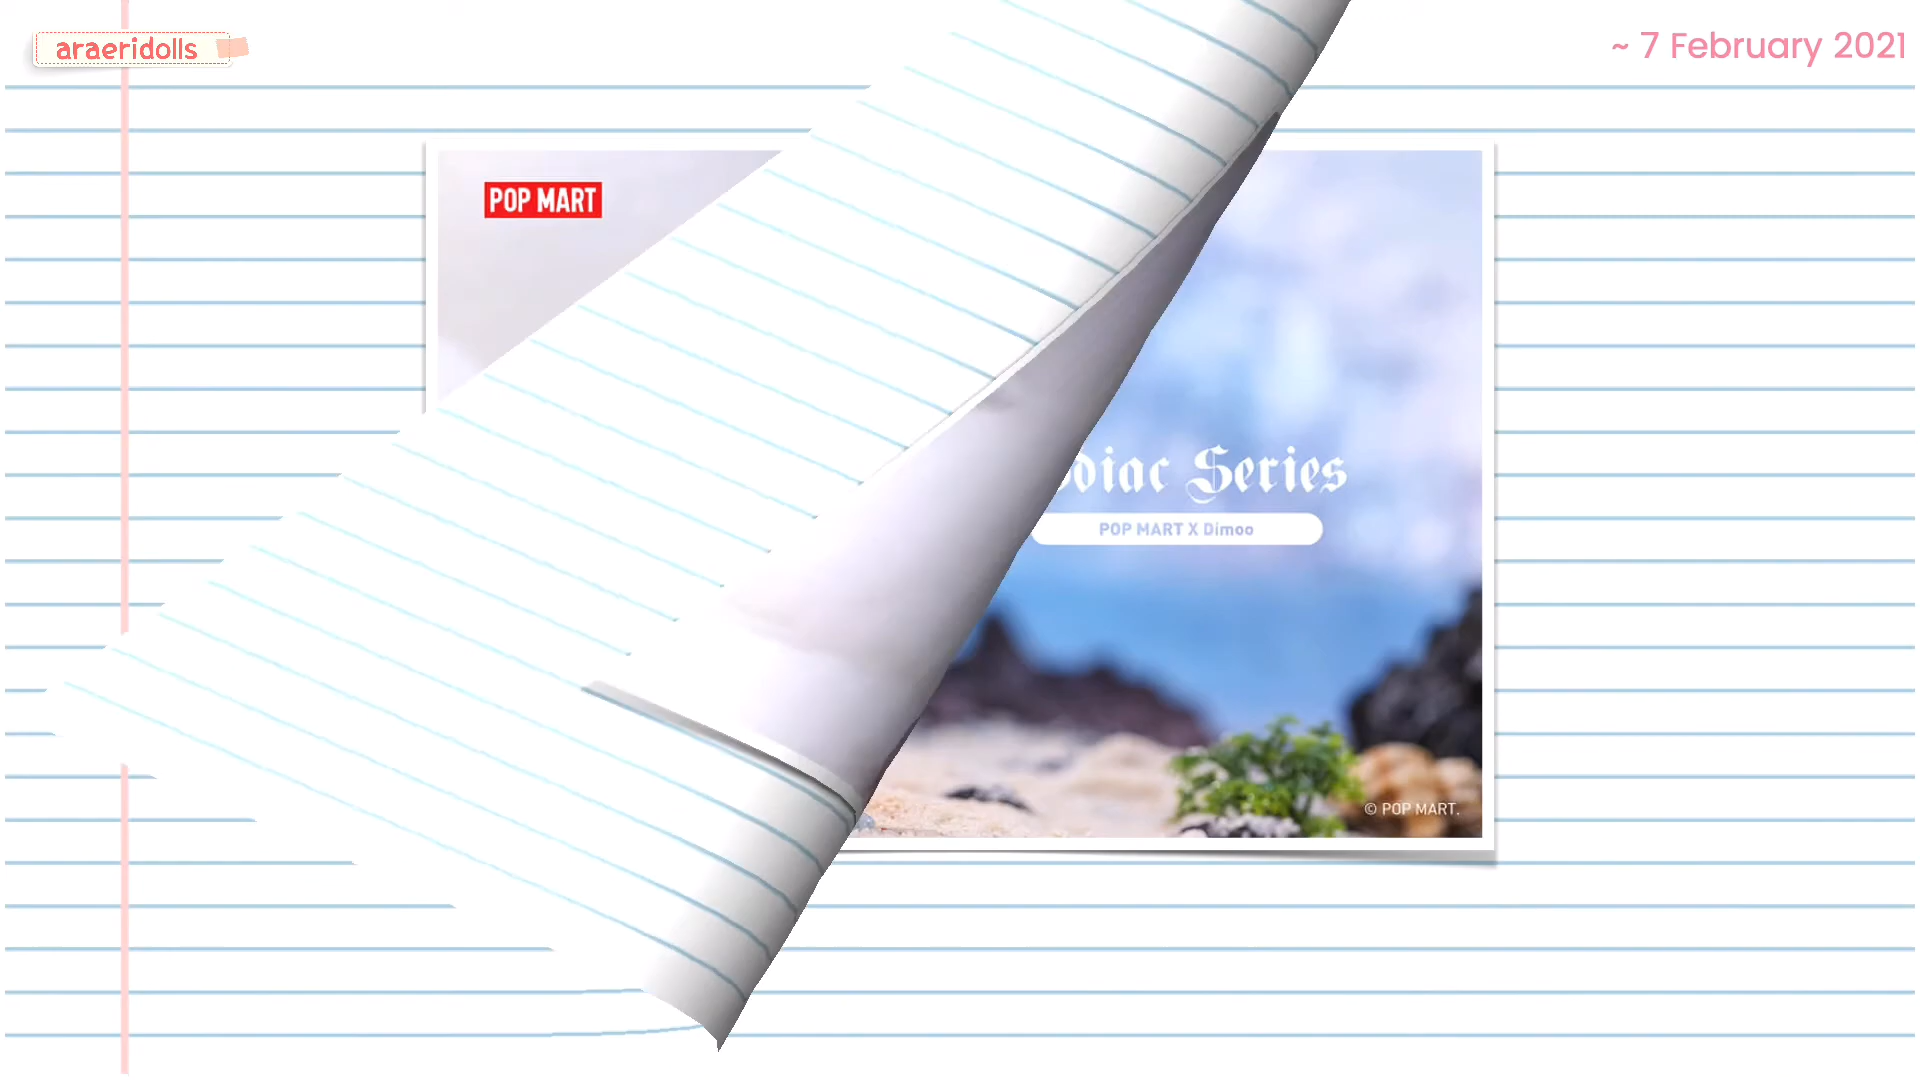 araeridolls
~ 7 February 2021
POP MART
diac Series
POP MART X Dimoo
© POP MART.